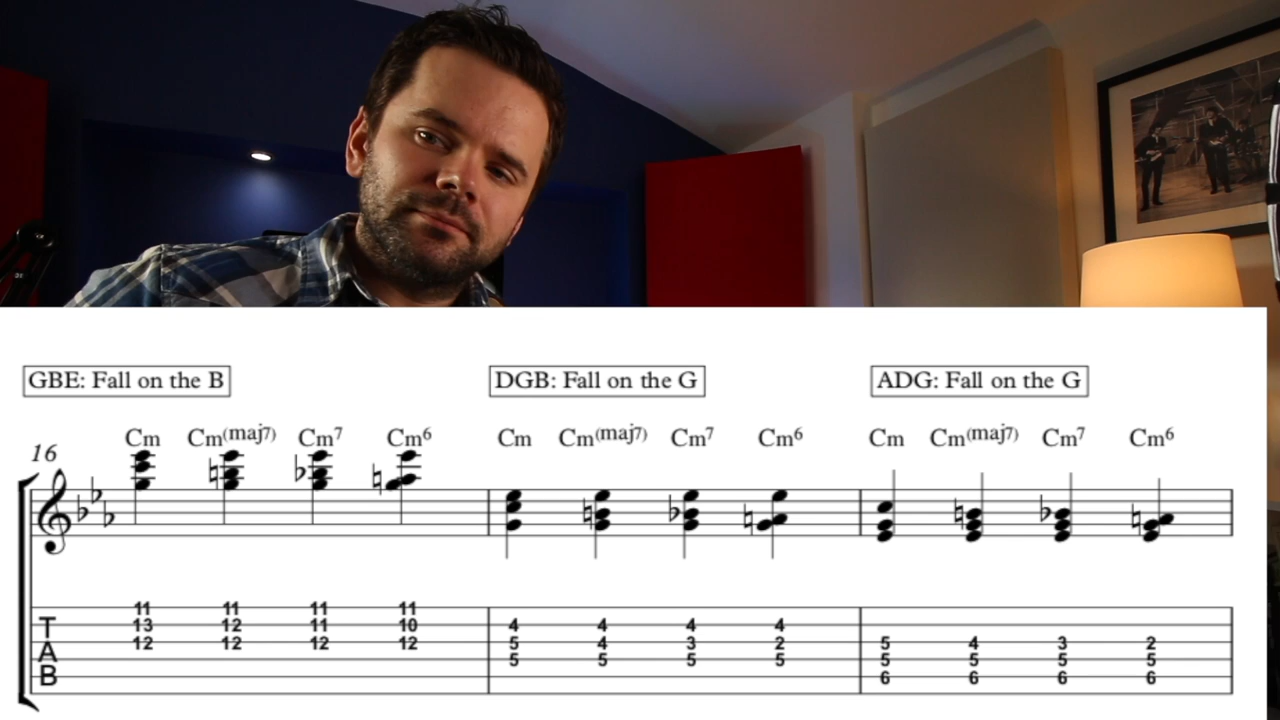 GBE: Fall on the B DGB: Fall on the G ADG: Fall on the G
Cm Cm(maj7) Cm7 Cm6 Cm Cm(maj7) Cm7 Cm6 Cm Cm(maj7) Cm7 Cm6
16
11 11 11 11
T 13 12 11 10 4 4 4 4
A 12 12 12 12 5 4 3 2 5 4 3 2
5 5 5 5 5 5 5 5
B 6 6 6 6